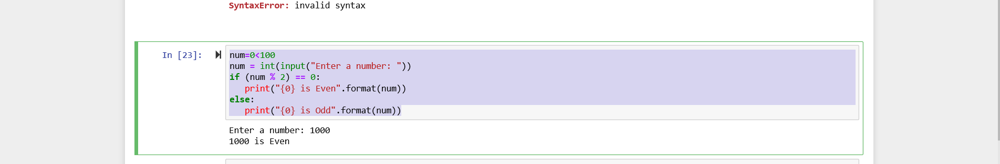 SyntaxError: invalid syntax
In [23]:
num=0<100
num = int(input("Enter a number: "))
if (num % 2) == 0:
   print("{0} is Even".format(num))
else:
   print("{0} is Odd".format(num))
Enter a number: 1000
1000 is Even